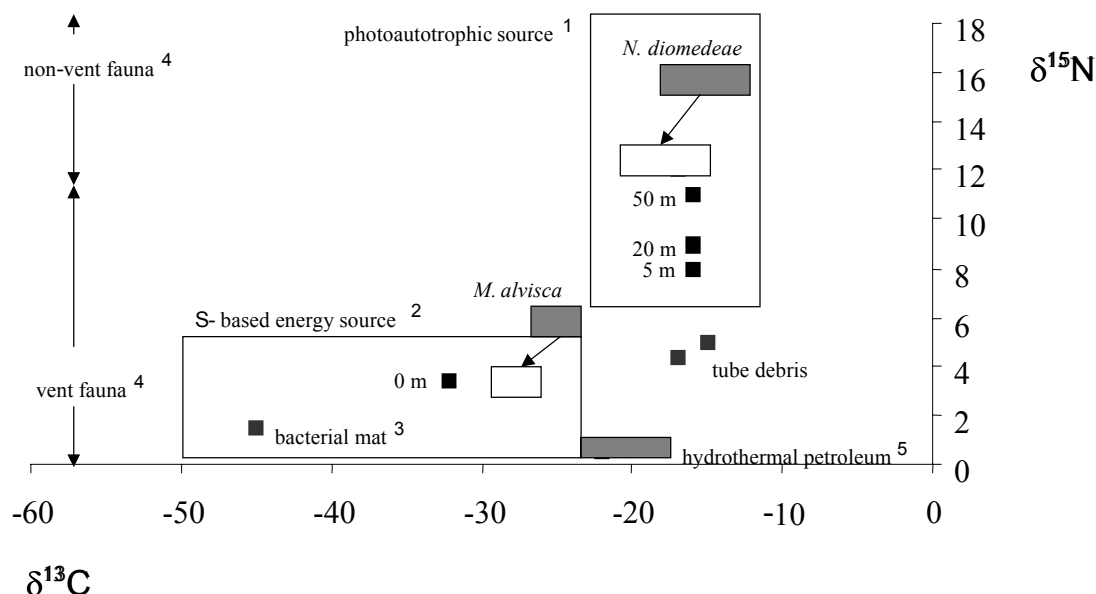 photoautotrophic source 1
N. diomedeae
18
δ15N
non-vent fauna 4
16
14
12
50 m
10
20 m
5 m
8
M. alvisca
S- based energy source 2
6
tube debris
0 m
4
vent fauna 4
2
bacterial mat 3
hydrothermal petroleum 5
0
-60
-50
-40
-30
-20
-10
0
δ13C